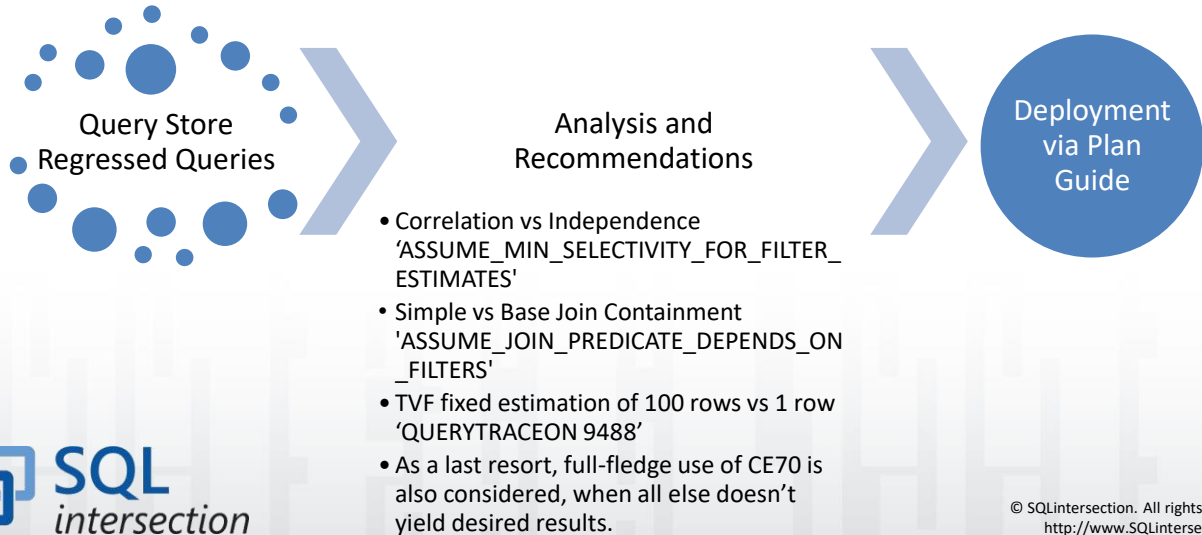 Query Store
Regressed Queries
Analysis and
Recommendations
• Correlation vs Independence
‘ASSUME_MIN_SELECTIVITY_FOR_FILTER_
ESTIMATES'
• Simple vs Base Join Containment
'ASSUME_JOIN_PREDICATE_DEPENDS_ON
_FILTERS'
• TVF fixed estimation of 100 rows vs 1 row
‘QUERYTRACEON 9488’
• As a last resort, full-fledge use of CE70 is
also considered, when all else doesn’t
yield desired results.
Deployment
via Plan
Guide
SQL
intersection
© SQLintersection. All rights
http://www.SQLinterse